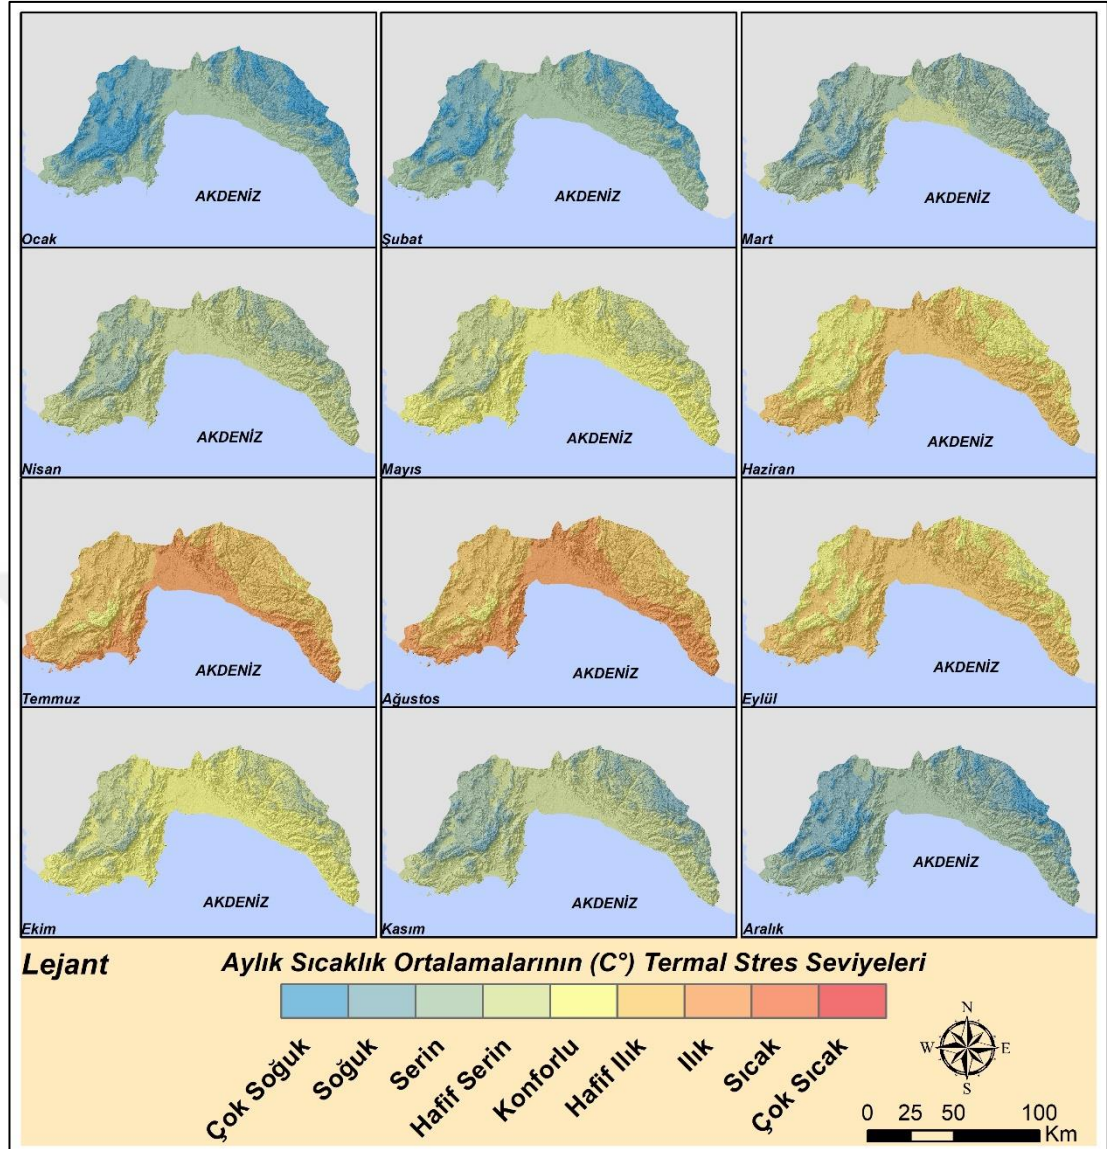 AKDENİZ
Ocak
AKDENİZ
Şubat
AKDENİZ
Mart
AKDENİZ
Nisan
AKDENİZ
Mayıs
AKDENİZ
Haziran
AKDENİZ
Temmuz
AKDENİZ
Ağustos
AKDENİZ
Eylül
AKDENİZ
Ekim
AKDENİZ
Kasım
AKDENİZ
Aralık
Lejant
Aylık Sıcaklık Ortalamalarının (C°) Termal Stres Seviyeleri
Çok Soğuk
Soğuk
Serin
Hafif Serin
Konforlu
Hafif Ilık
Ilık
Sıcak
Çok Sıcak
N
W E
S
0 25 50 100
Km